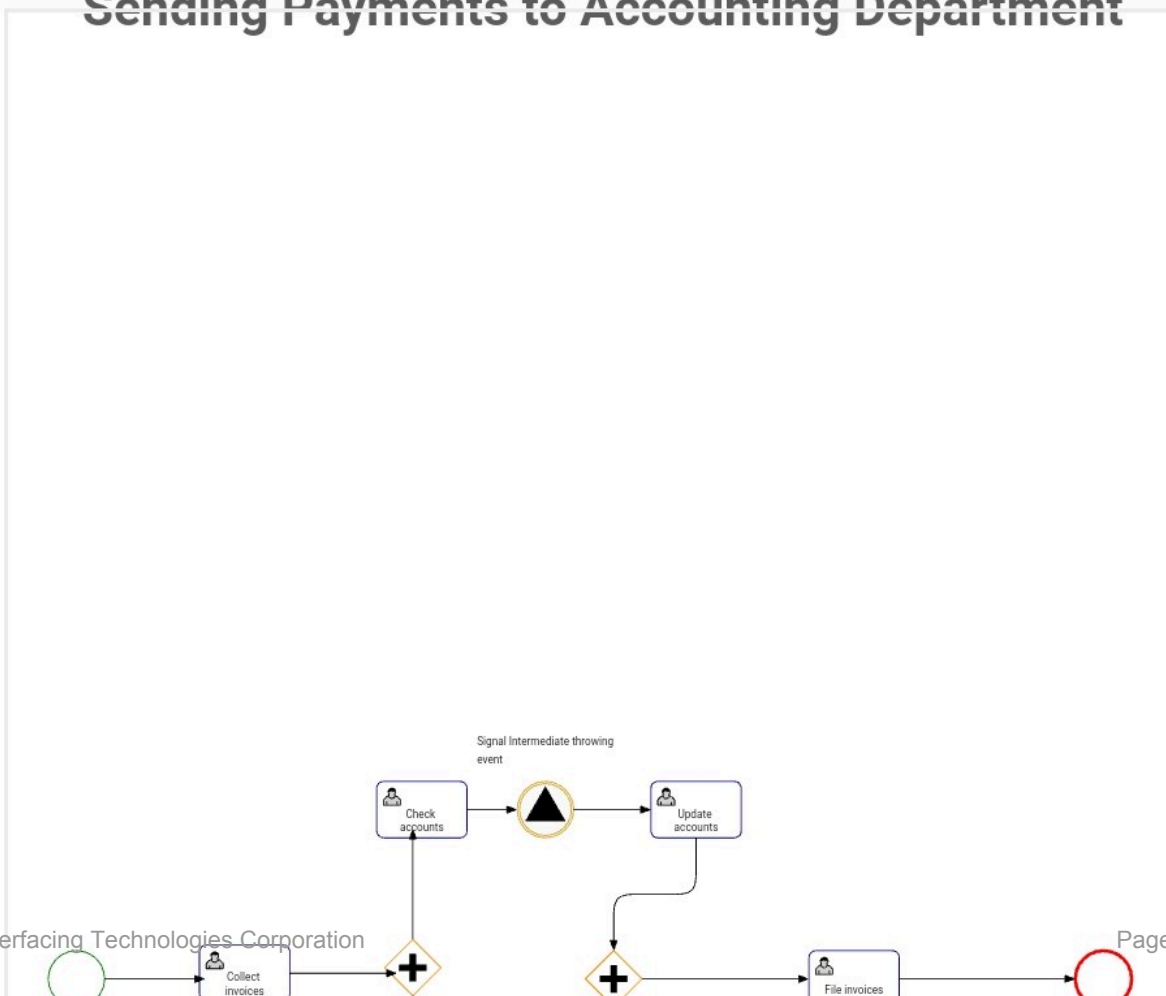 Sending Payments to Accounting Department
Signal Intermediate throwing
event
Check
accounts
Update
accounts
erfacing Technologies Corporation
Page
Collect
invoices
File invoices